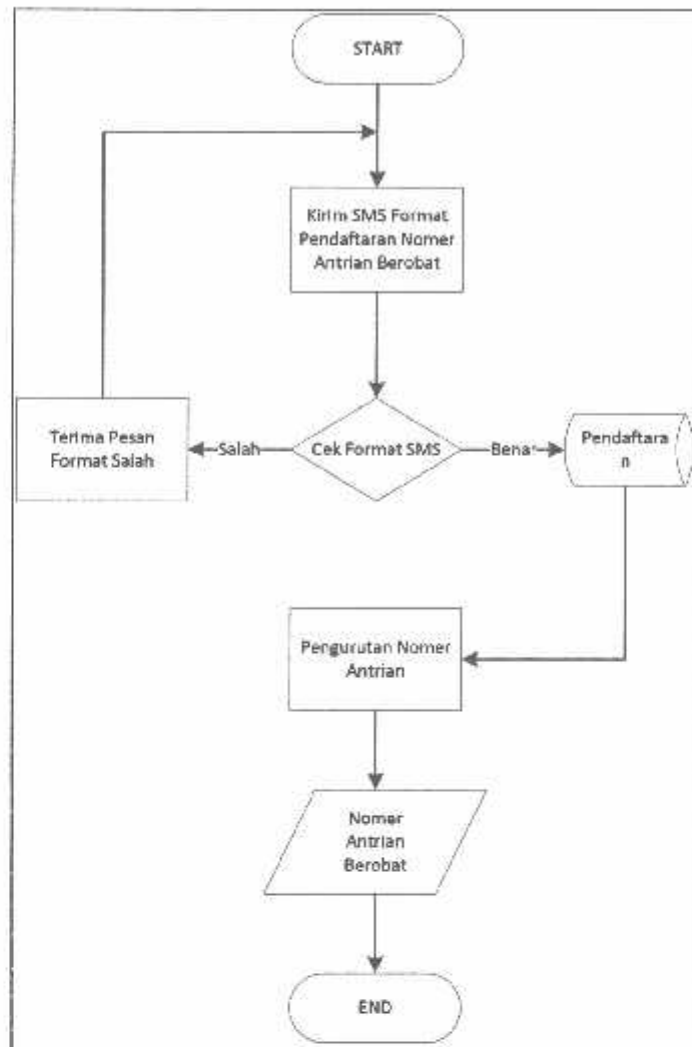 START
Kirim SMS Format
Pendaftaran Nomer
Antrian Berobat
Terima Pesan
Format Salah
Salah
Cek Format SMS
Benar
Pendaftara
n
Pengurutan Nomer
Antrian
Nomer
Antrian
Berobat
END